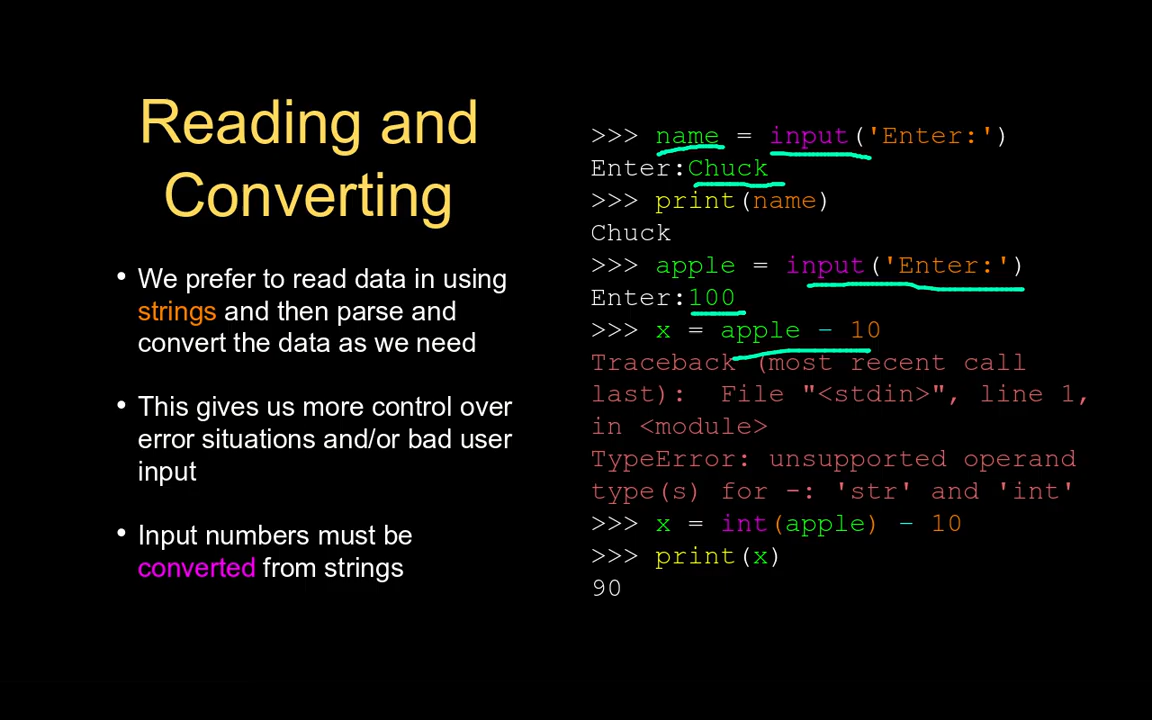 Reading and
Converting
• We prefer to read data in using
strings and then parse and
convert the data as we need
• This gives us more control over
error situations and/or bad user
input
• Input numbers must be
converted from strings
>>> name = input('Enter:')
Enter:Chuck
>>> print(name)
Chuck
>>> apple = input('Enter:')
Enter:100
>>> x = apple - 10
Traceback (most recent call
last):  File "<stdin>", line 1,
in <module>
TypeError: unsupported operand
type(s) for -: 'str' and 'int'
>>> x = int(apple) - 10
>>> print(x)
90